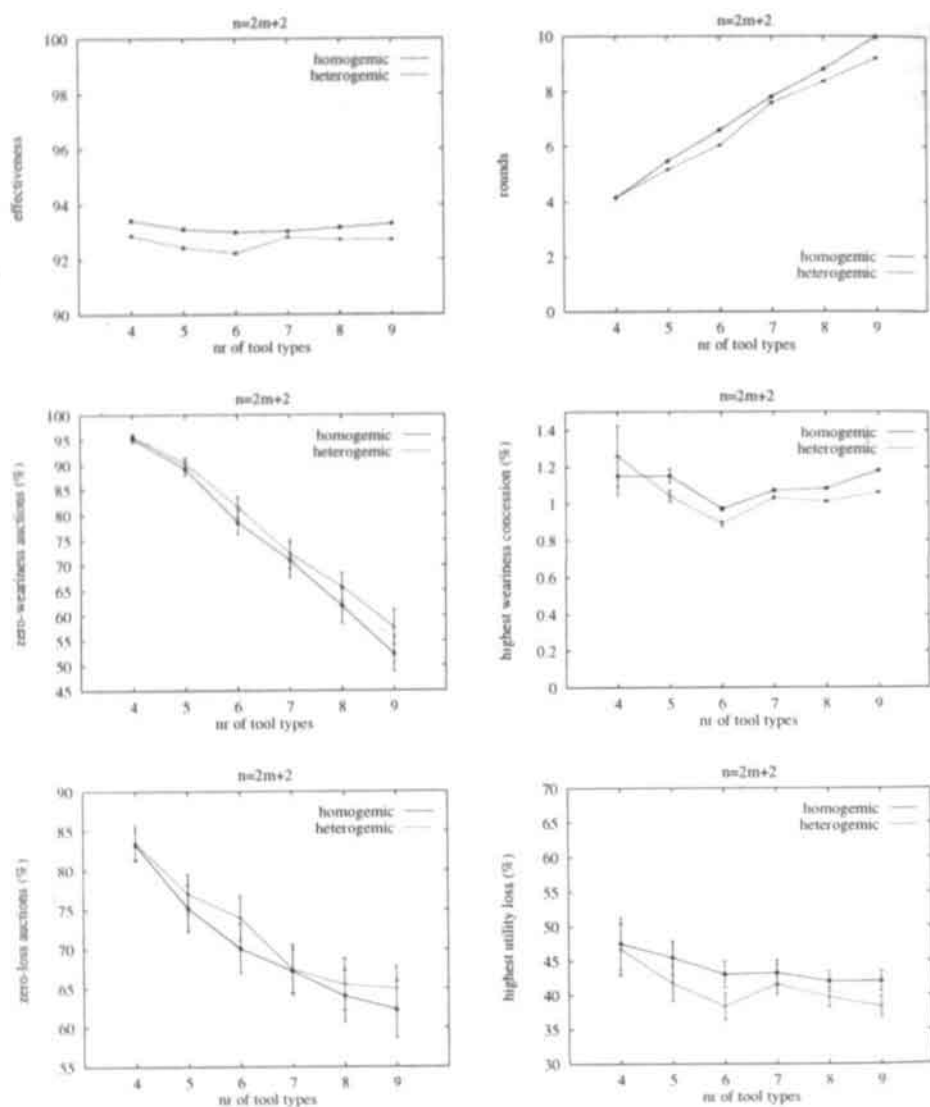 n=2m+2
100
98
96
94
92
90
effectiveness
homogemic
heterogemic
4 5 6 7 8 9
nr of tool types
n=2m+2
10
8
6
4
2
0
rounds
homogemic
heterogemic
4 5 6 7 8 9
nr of tool types
n=2m+2
100
95
90
85
80
75
70
65
60
55
50
45
zero-weariness auctions (%)
homogemic
heterogemic
4 5 6 7 8 9
nr of tool types
n=2m+2
1.4
1.2
1
0.8
0.6
0.4
0.2
0
highest weariness concession (%)
homogemic
heterogemic
4 5 6 7 8 9
nr of tool types
n=2m+2
90
85
80
75
70
65
60
55
zero-loss auctions (%)
homogemic
heterogemic
4 5 6 7 8 9
nr of tool types
n=2m+2
70
65
60
55
50
45
40
35
30
highest utility loss (%)
homogemic
heterogemic
4 5 6 7 8 9
nr of tool types